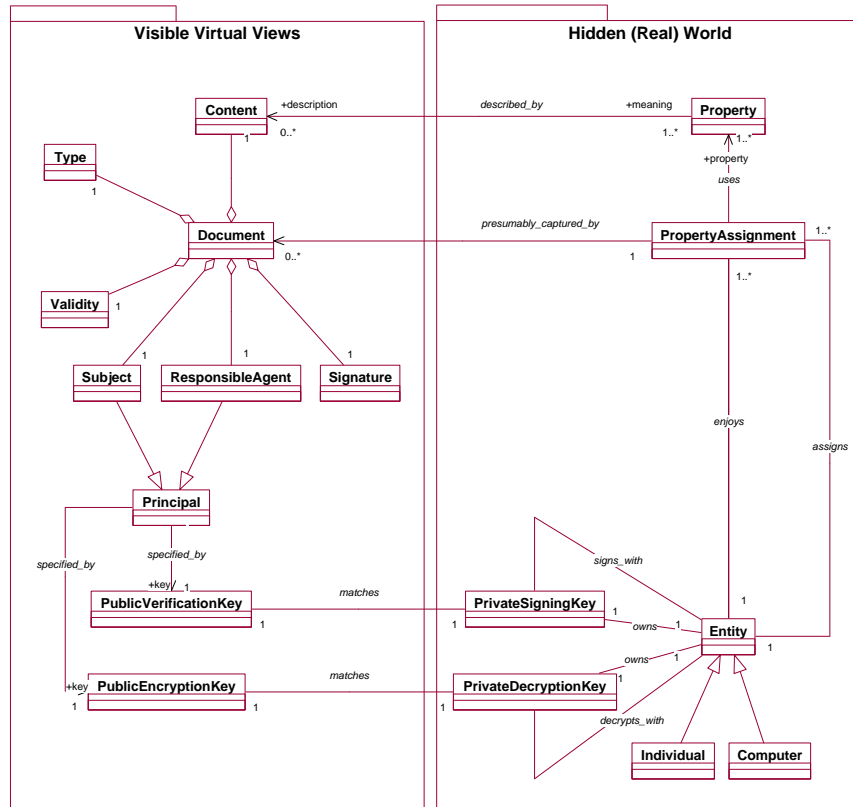 Visible Virtual Views
Hidden (Real) World
Content
+description
described_by
+meaning
Property
1
0..*
1..*
1..*
Type
+property
1
uses
Document
presumably_captured_by
PropertyAssignment
1..*
0..*
1
1..*
Validity
1
1
1
1
Subject
ResponsibleAgent
Signature
enjoys
assigns
Principal
specified_by
specified_by
signs_with
+key
1
matches
1
PublicVerificationKey
PrivateSigningKey
1
1
1
owns
1
Entity
1
owns
matches
1
+key
PublicEncryptionKey
PrivateDecryptionKey
1
1
1
1
decrypts_with
Individual
Computer